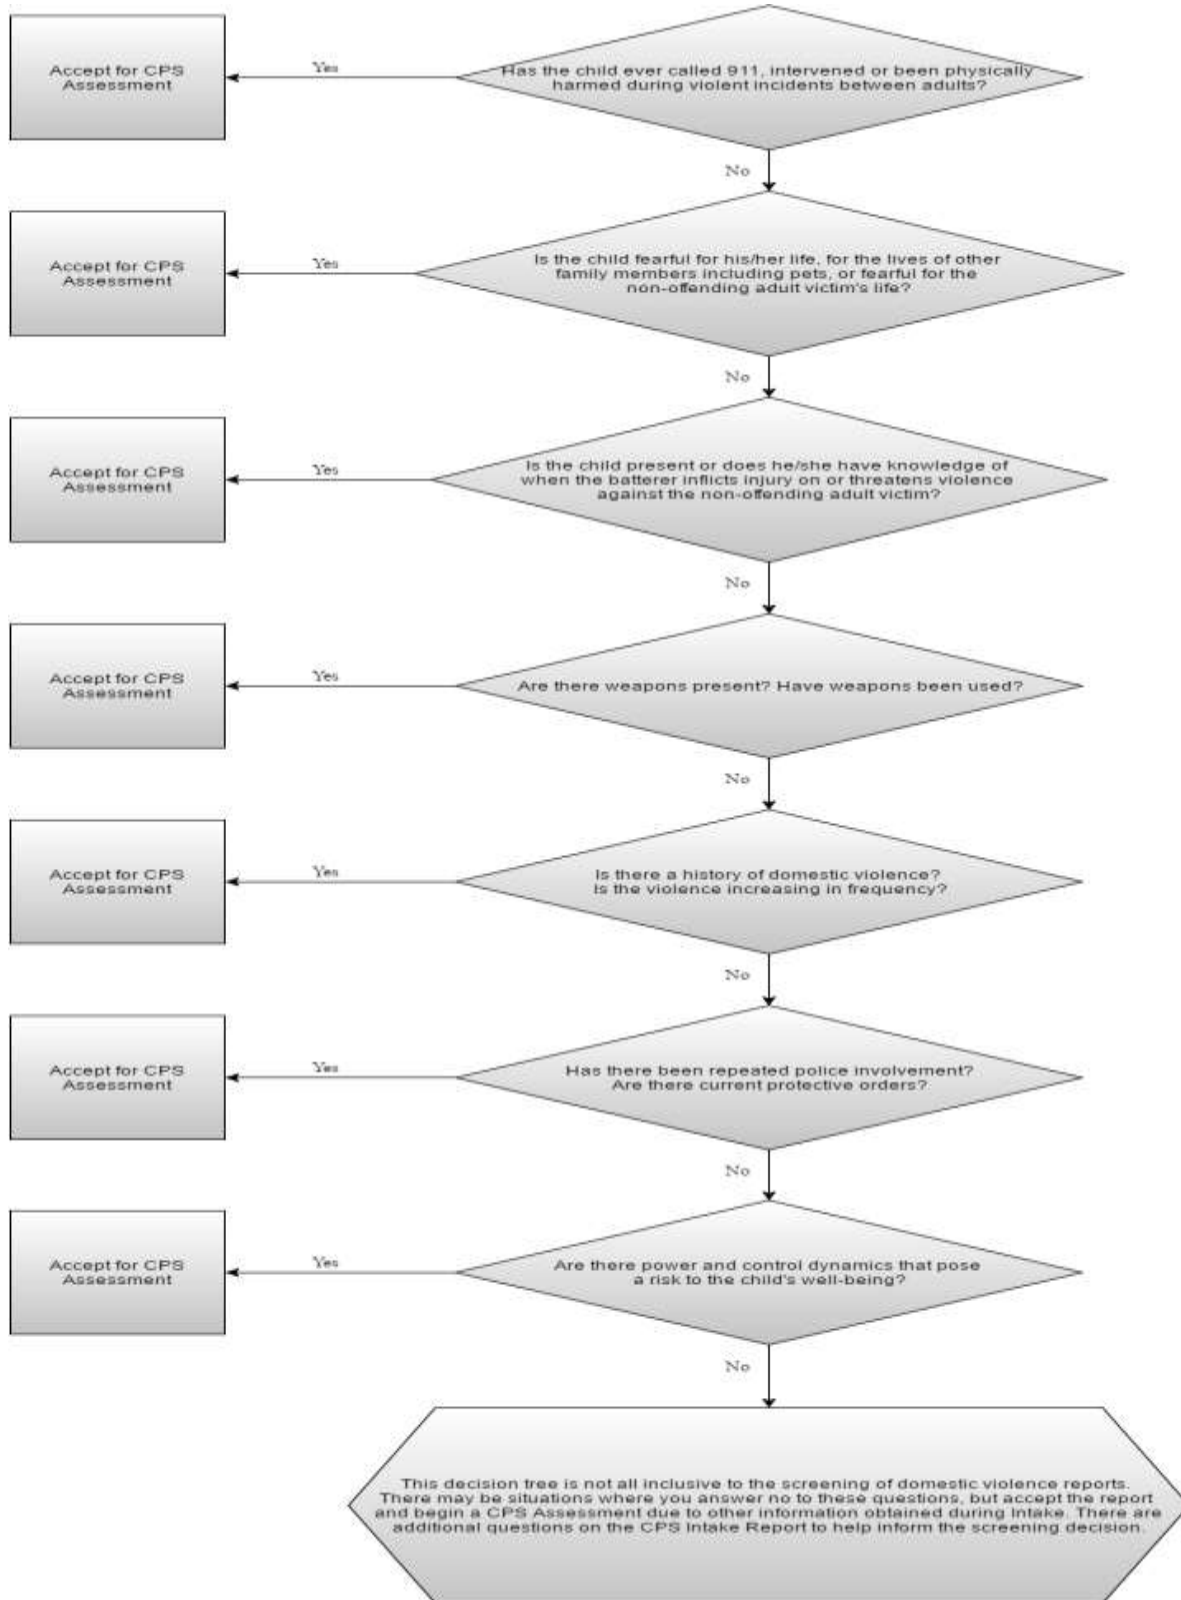 Accept for CPS
Assessment
Yes
Has the child ever called 911, intervened or been physically
harmed during violent incidents between adults?
No
Accept for CPS
Assessment
Yes
Is the child fearful for his/her life, for the lives of other
family members including pets, or fearful for the
non-offending adult victim's life?
No
Accept for CPS
Assessment
Yes
Is the child present or does he/she have knowledge of
when the batterer inflicts injury on or threatens violence
against the non-offending adult victim?
No
Accept for CPS
Assessment
Yes
Are there weapons present? Have weapons been used?
No
Accept for CPS
Assessment
Yes
Is there a history of domestic violence?
Is the violence increasing in frequency?
No
Accept for CPS
Assessment
Yes
Has there been repeated police involvement?
Are there current protective orders?
No
Accept for CPS
Assessment
Yes
Are there power and control dynamics that pose
a risk to the child's well-being?
No
This decision tree is not all inclusive to the screening of domestic violence reports.
There may be situations where you answer no to these questions, but accept the report
and begin a CPS Assessment due to other information obtained during Intake. There are
additional questions on the CPS Intake Report to help inform the screening decision.